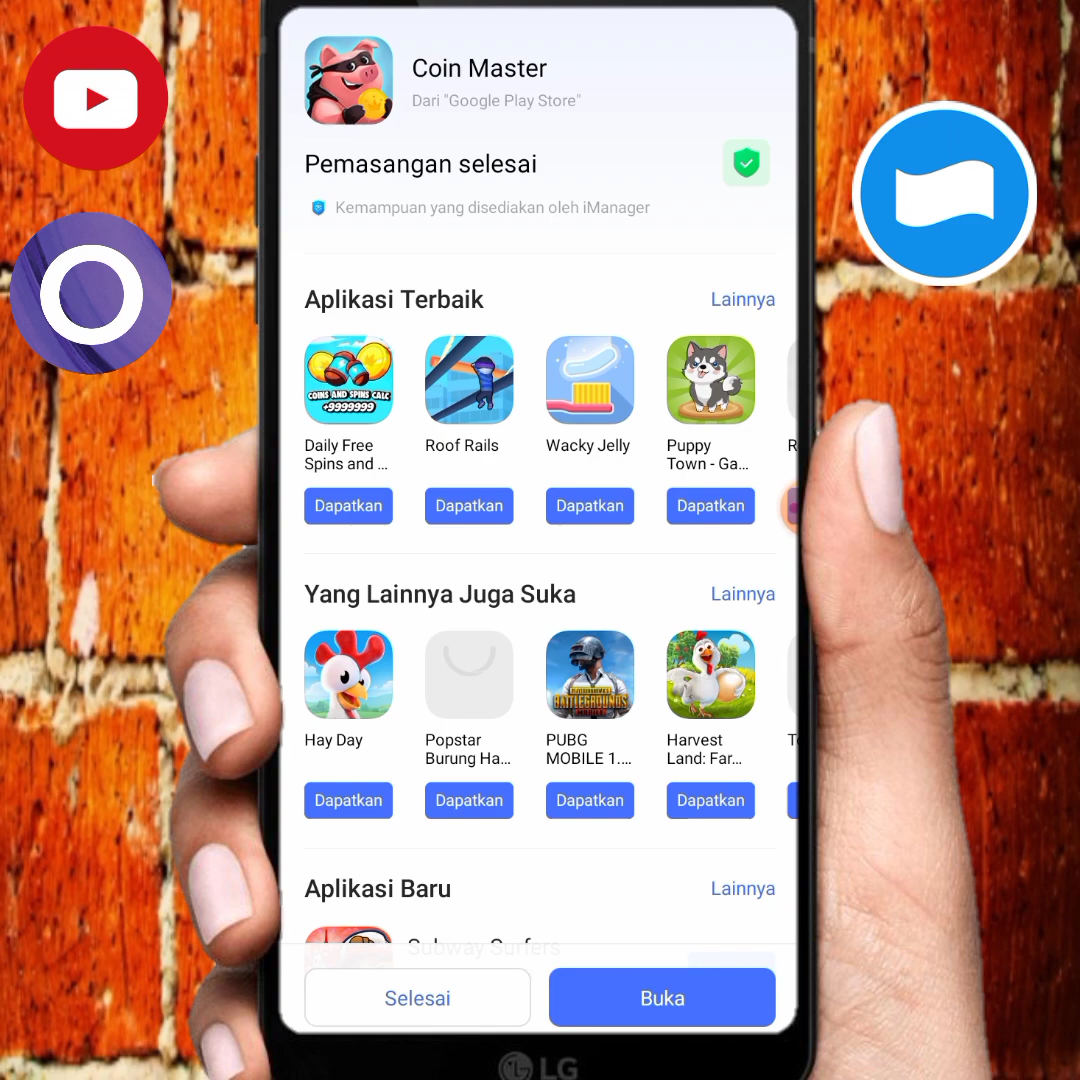 Coin Master
Dari "Google Play Store"
Pemasangan selesai
Kemampuan yang disediakan oleh iManager
Aplikasi Terbaik
Lainnya
COINS AND SPINS CALC
+9999999
Daily Free
Spins and ...
Roof Rails
Wacky Jelly
Puppy
Town - Ga...
R
Dapatkan
Dapatkan
Dapatkan
Dapatkan
Yang Lainnya Juga Suka
Lainnya
BATTLEGROUNDS
Hay Day
Popstar
Burung Ha...
PUBG
MOBILE 1....
Harvest
Land: Far...
Dapatkan
Dapatkan
Dapatkan
Dapatkan
Aplikasi Baru
Lainnya
Subway Surfers
Selesai
Buka
LG